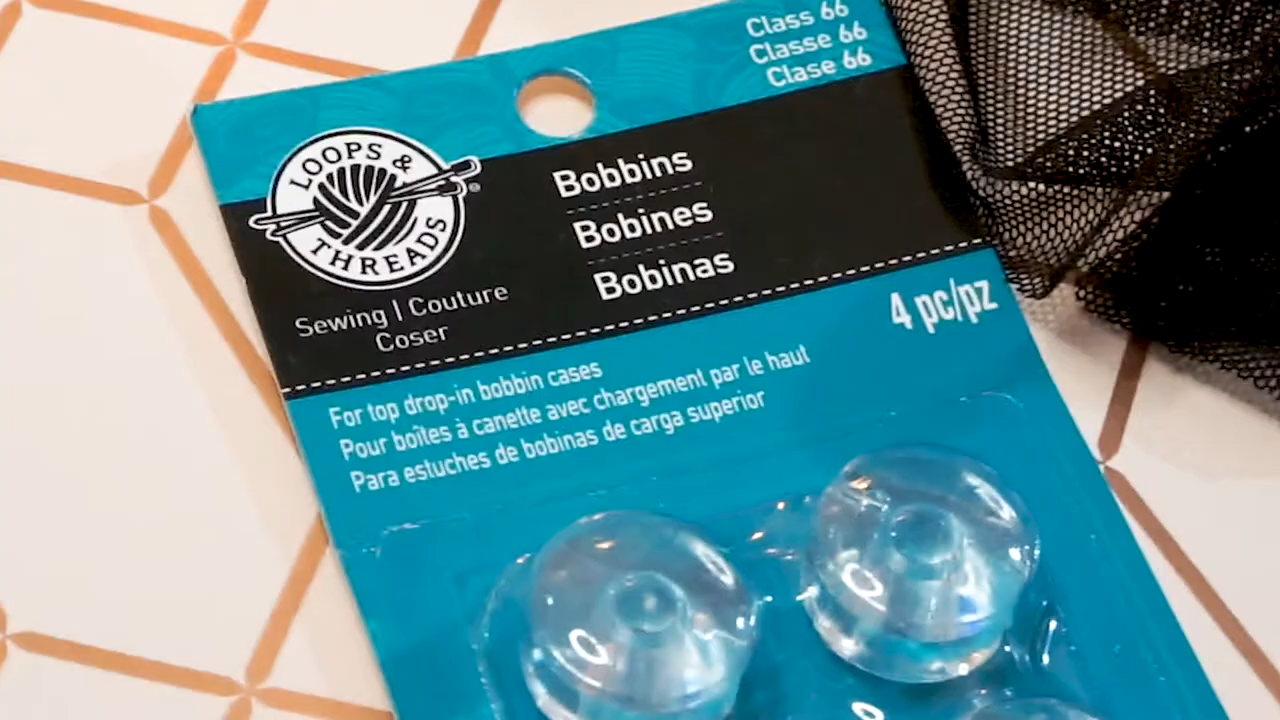 Class 66
Classe 66
Clase 66
LOOPS &
THREADS®
Sewing | Couture
Coser
Bobbins
Bobines
Bobinas
4 pc/pz
For top drop-in bobbin cases
Pour boîtes à canette avec chargement par le haut
Para estuches de bobinas de carga superior